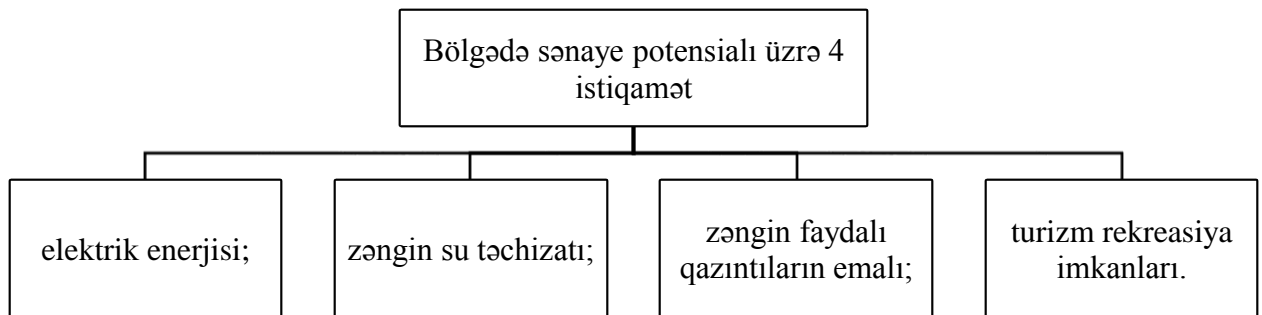 Bölgədə sənaye potensialı üzrə 4
istiqamət
elektrik enerjisi;
zəngin su təchizatı;
zəngin faydalı
qazıntıların emalı;
turizm rekreasiya
imkanları.